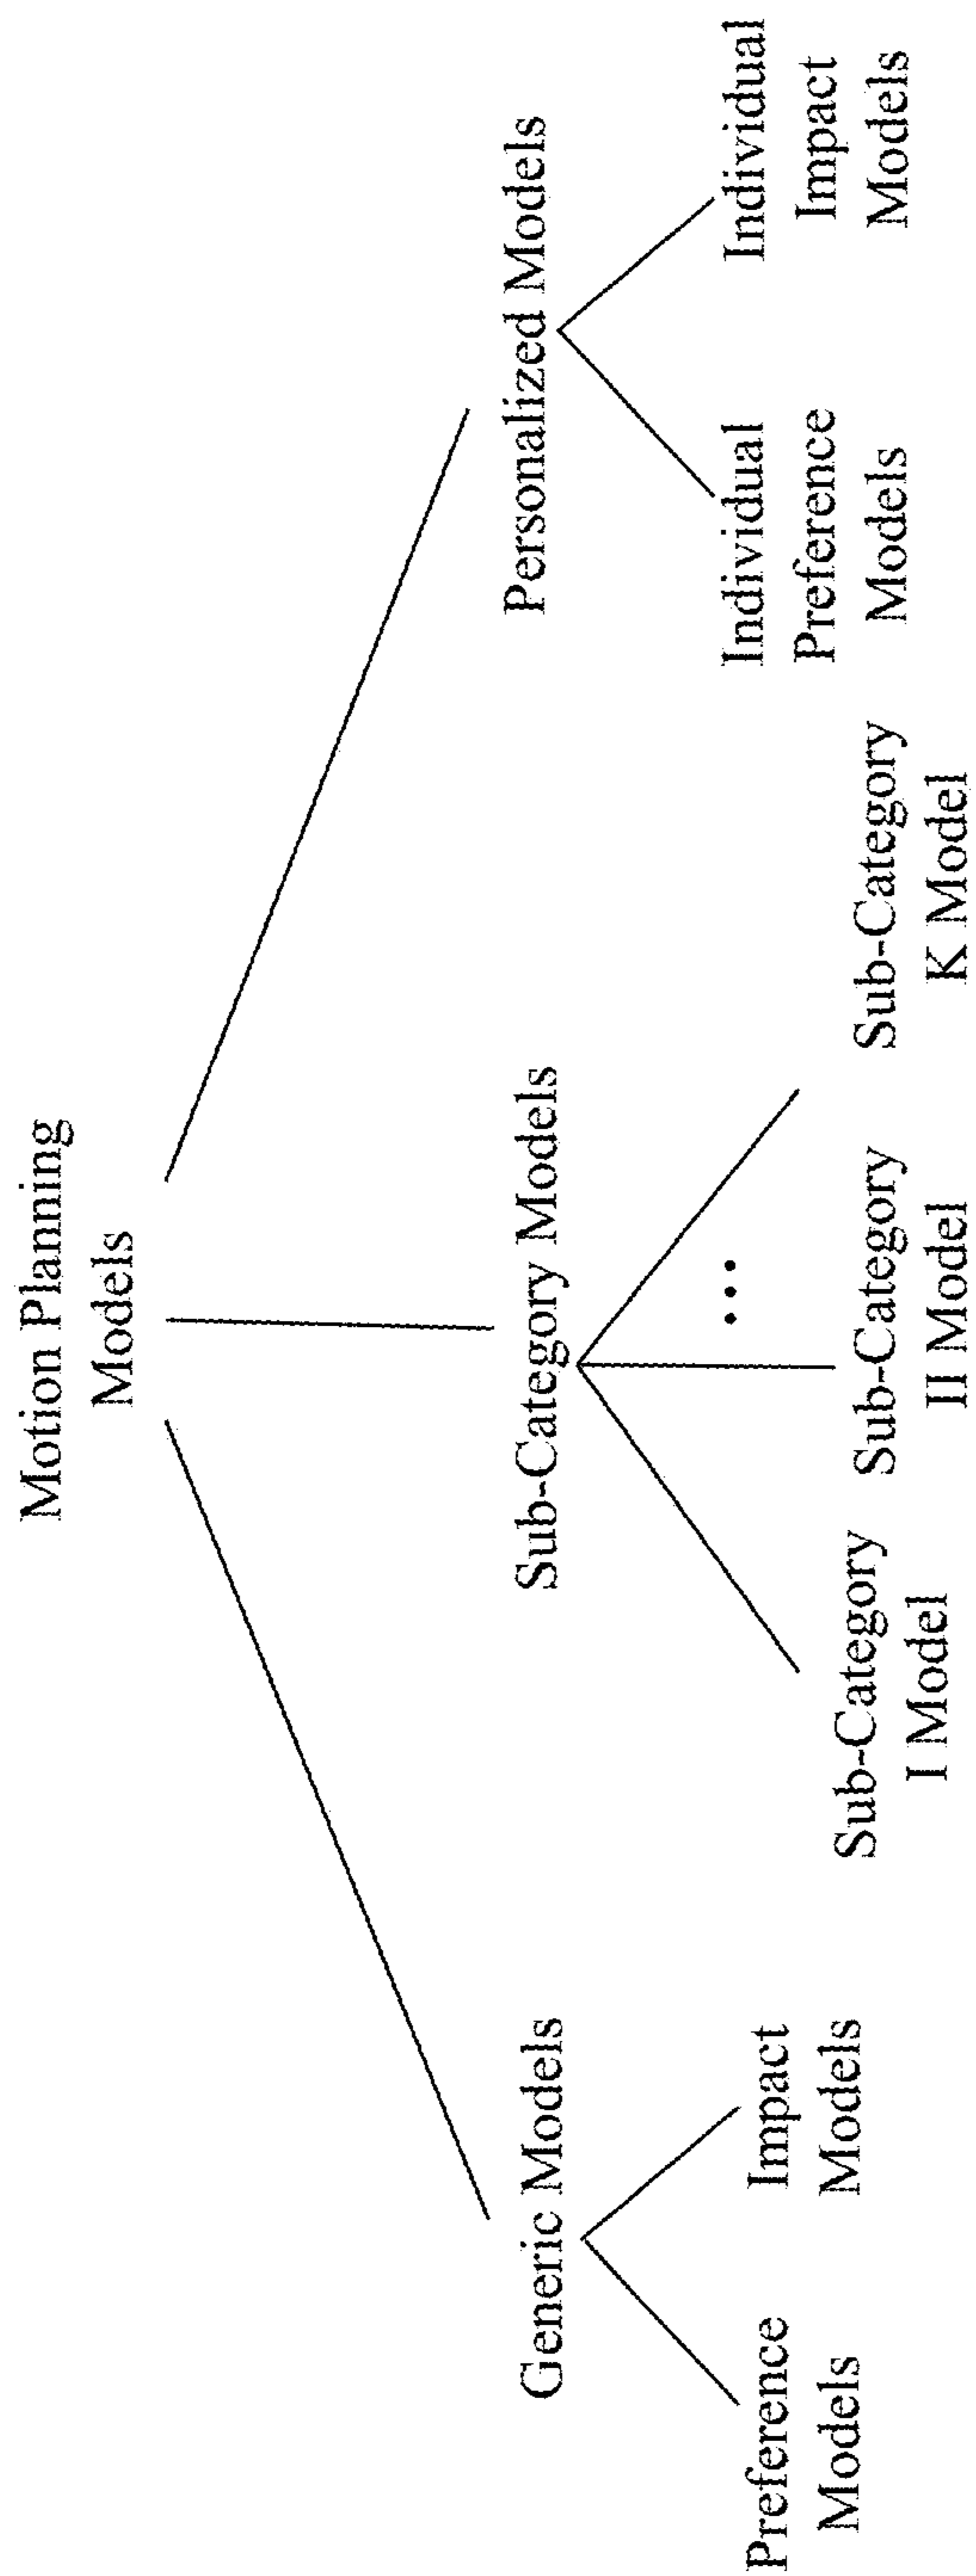 Motion Planning
Models
Generic Models
Sub-Category Models
Personalized Models
Preference
Models
Impact
Models
Sub-Category
I Model
Sub-Category
II Model
...
Sub-Category
K Model
Individual
Preference
Models
Individual
Impact
Models